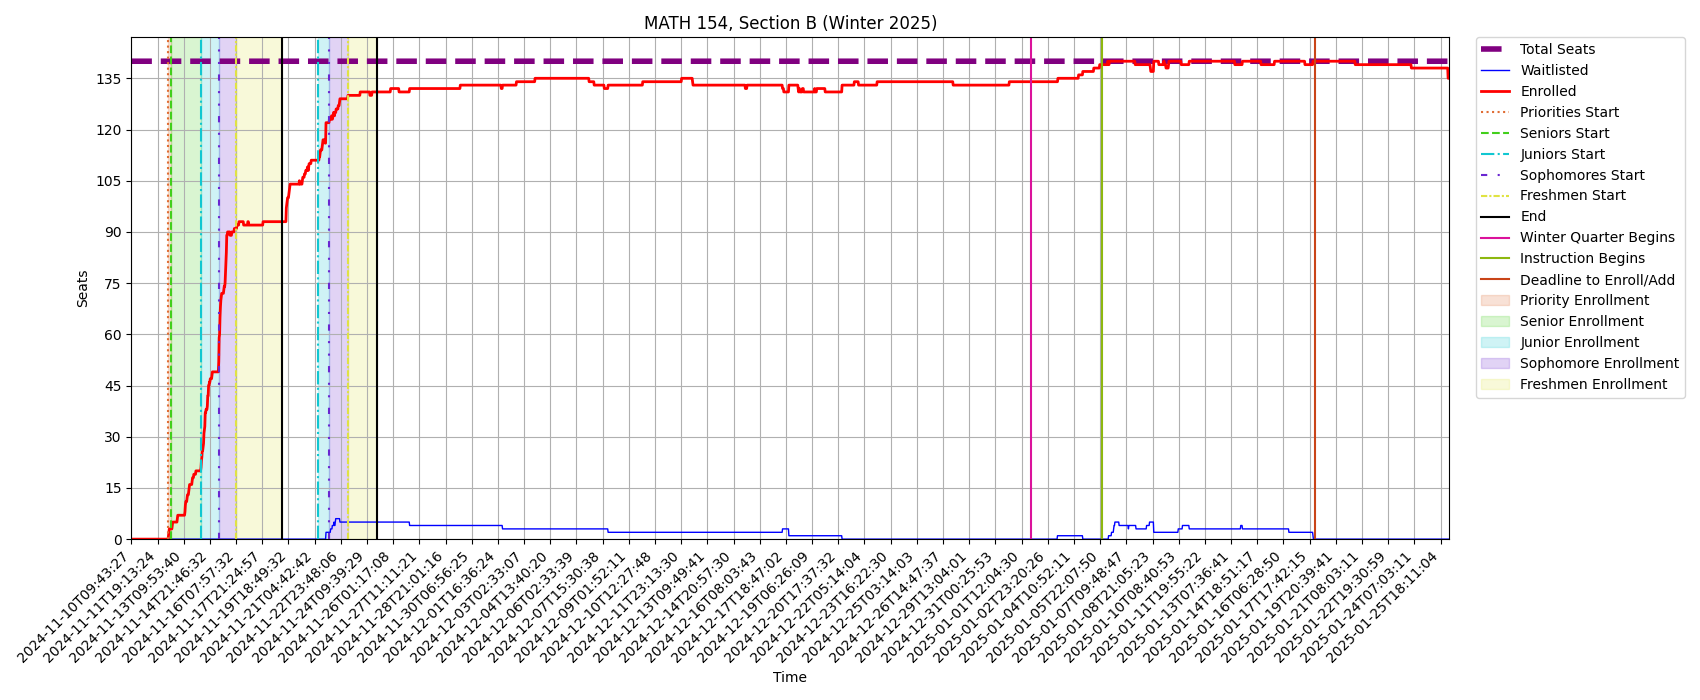 MATH 154, Section B (Winter 2025)
Seats
135
120
105
90
75
60
45
30
15
0
2024-11-10T09:43:27
2024-11-11T19:13:24
2024-11-13T09:53:40
2024-11-14T21:46:32
2024-11-16T07:57:32
2024-11-17T21:24:57
2024-11-19T18:49:32
2024-11-21T04:42:42
2024-11-22T23:48:06
2024-11-24T09:39:29
2024-11-26T01:17:08
2024-11-27T11:11:21
2024-11-28T21:01:16
2024-11-30T06:56:25
2024-12-01T16:36:24
2024-12-03T02:33:07
2024-12-04T13:40:20
2024-12-06T02:33:39
2024-12-07T15:30:38
2024-12-09T01:52:11
2024-12-10T12:27:48
2024-12-11T23:13:30
2024-12-13T09:49:41
2024-12-14T20:57:30
2024-12-16T08:03:43
2024-12-17T18:47:02
2024-12-19T06:26:09
2024-12-20T17:37:32
2024-12-22T05:14:04
2024-12-23T16:22:30
2024-12-25T03:14:03
2024-12-26T14:47:37
2024-12-29T13:04:01
2024-12-31T00:25:53
2025-01-01T12:04:30
2025-01-02T23:20:26
2025-01-04T10:52:11
2025-01-05T22:07:50
2025-01-07T09:48:47
2025-01-08T21:05:23
2025-01-10T08:40:53
2025-01-11T19:55:22
2025-01-13T07:36:41
2025-01-14T18:51:17
2025-01-16T06:28:50
2025-01-17T17:42:15
2025-01-19T20:39:41
2025-01-21T08:03:11
2025-01-22T19:30:59
2025-01-24T07:03:11
2025-01-25T18:11:04
Time
Total Seats
Waitlisted
Enrolled
Priorities Start
Seniors Start
Juniors Start
Sophomores Start
Freshmen Start
End
Winter Quarter Begins
Instruction Begins
Deadline to Enroll/Add
Priority Enrollment
Senior Enrollment
Junior Enrollment
Sophomore Enrollment
Freshmen Enrollment